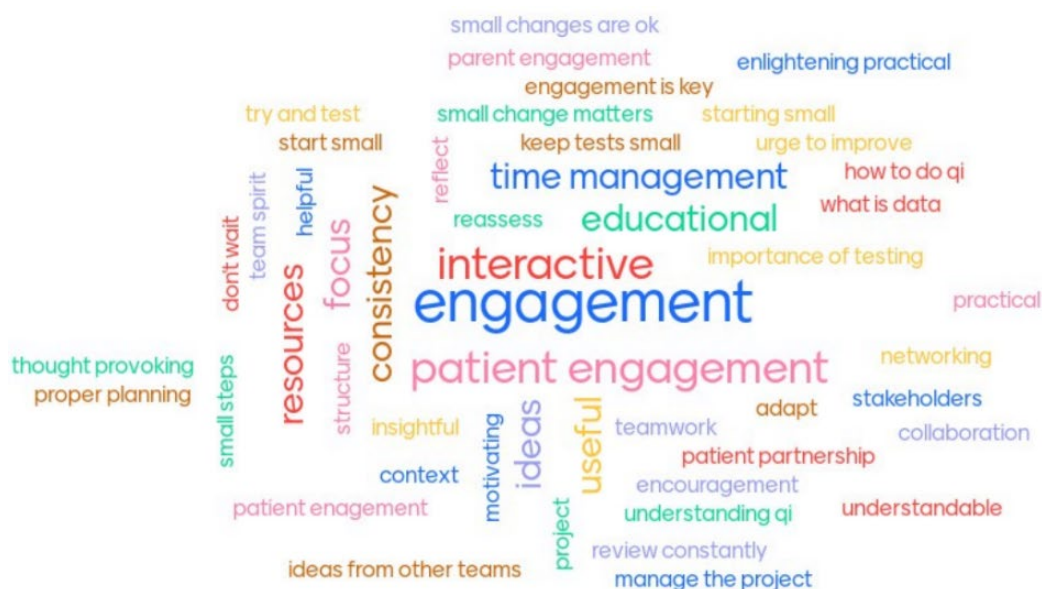 small changes are ok
parent engagement
enlightening practical
engagement is key
try and test
small change matters
starting small
start small
keep tests small
urge to improve
reflect
how to do qi
time management
helpful
team spirit
what is data
educational
reassess
consistency
focus
don't wait
importance of testing
interactive
resources
engagement
practical
structure
patient engagement
networking
thought provoking
small steps
proper planning
stakeholders
adapt
ideas
useful
insightful
motivating
teamwork
collaboration
patient partnership
context
encouragement
patient enagement
project
understanding qi
understandable
review constantly
ideas from other teams
manage the project